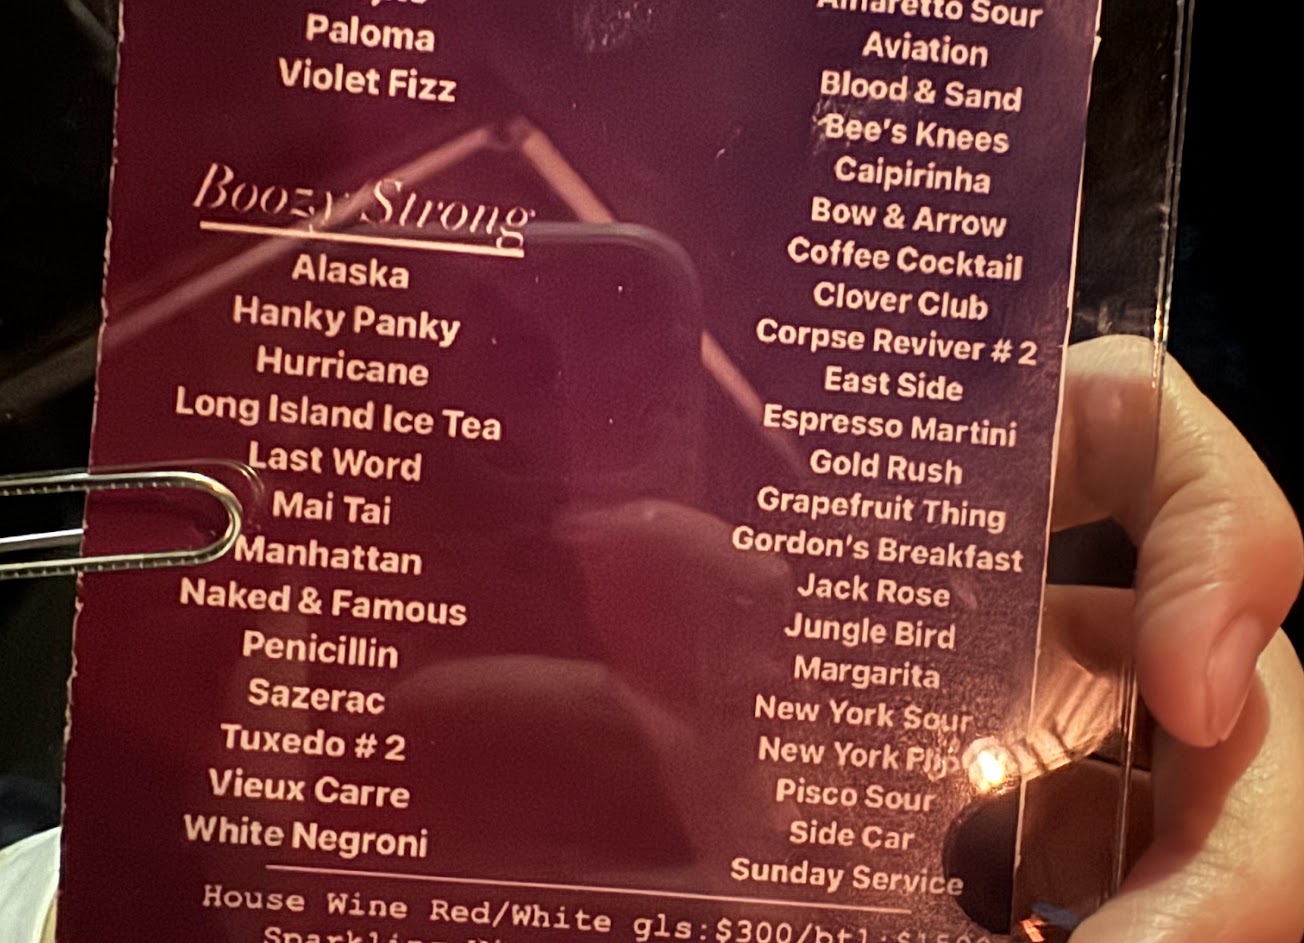 Paloma
Violet Fizz
Boozy Strong
Alaska
Hanky Panky
Hurricane
Long Island Ice Tea
Last Word
Mai Tai
Manhattan
Naked & Famous
Penicillin
Sazerac
Tuxedo # 2
Vieux Carre
White Negroni
Amaretto Sour
Aviation
Blood & Sand
Bee's Knees
Caipirinha
Bow & Arrow
Coffee Cocktail
Clover Club
Corpse Reviver # 2
East Side
Espresso Martini
Gold Rush
Grapefruit Thing
Gordon's Breakfast
Jack Rose
Jungle Bird
Margarita
New York Sour
New York Flip
Pisco Sour
Side Car
Sunday Service
House Wine Red/White gls:$300/btl: